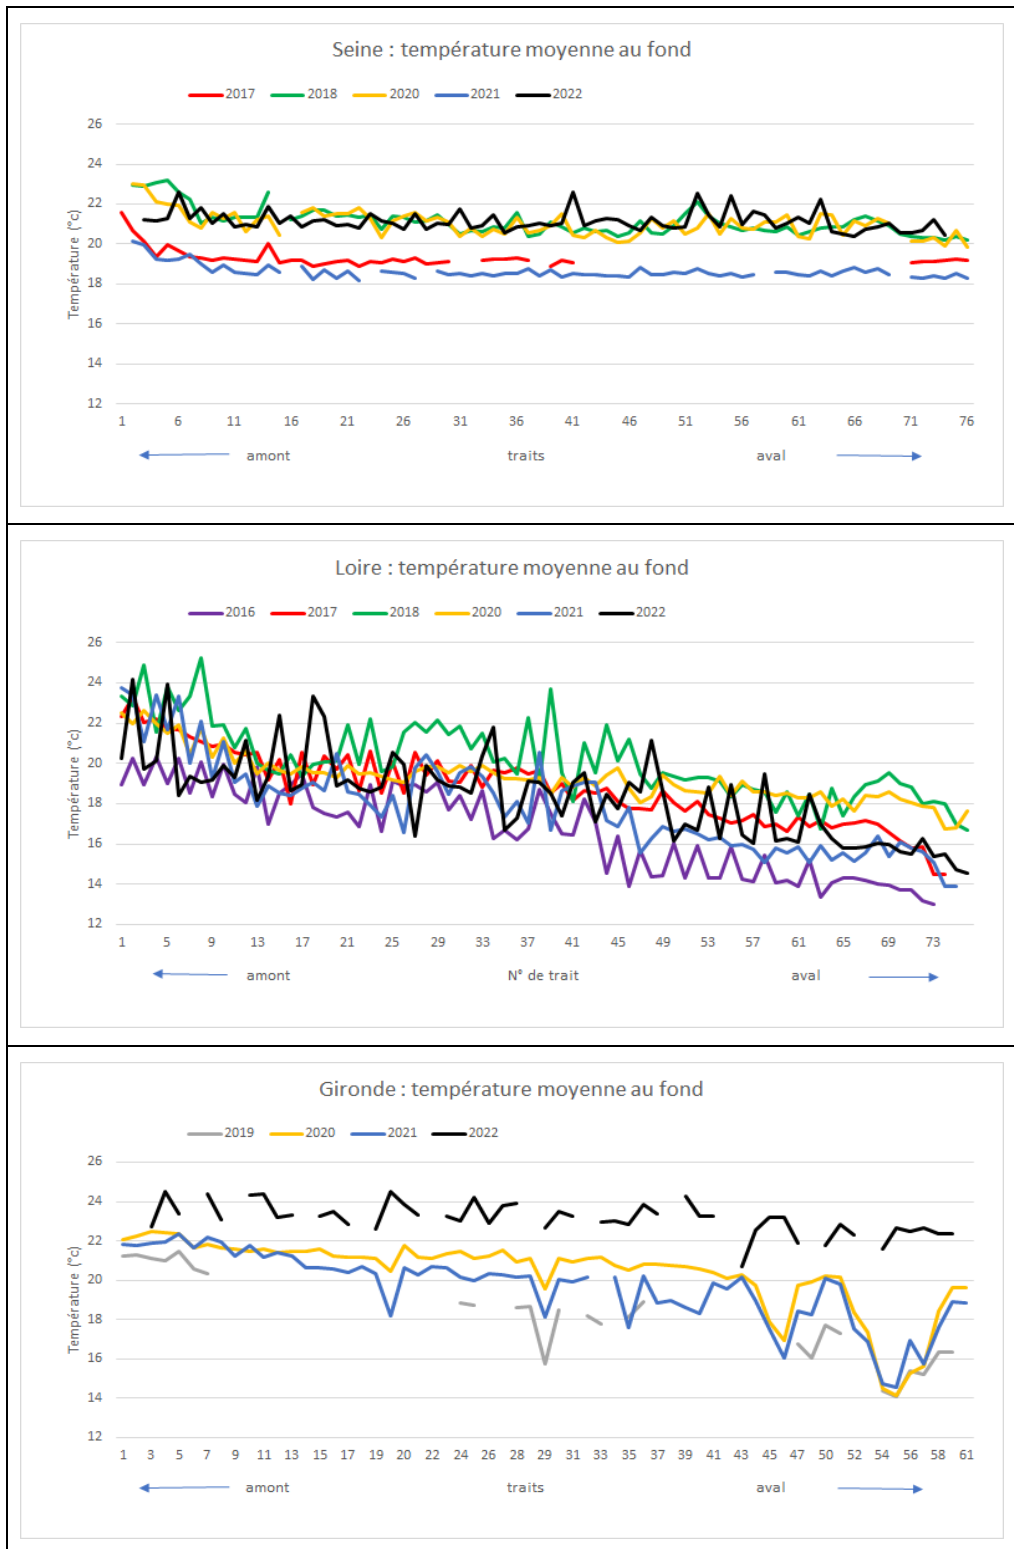 Seine : température moyenne au fond
2017 2018 2020 2021 2022
26
24
22
20
18
16
14
12
Température (°c)
1 6 11 16 21 26 31 36 41 46 51 56 61 66 71 76
amont traits aval
Loire : température moyenne au fond
2016 2017 2018 2020 2021 2022
26
24
22
20
18
16
14
12
Température (°c)
1 5 9 13 17 21 25 29 33 37 41 45 49 53 57 61 65 69 73
amont N° de trait aval
Gironde : température moyenne au fond
2019 2020 2021 2022
26
24
22
20
18
16
14
12
Température (°c)
1 3 5 7 9 11 13 15 17 19 20 22 24 26 28 29 31 33 35 37 39 41 43 45 47 50 52 54 56 58 61
amont traits aval